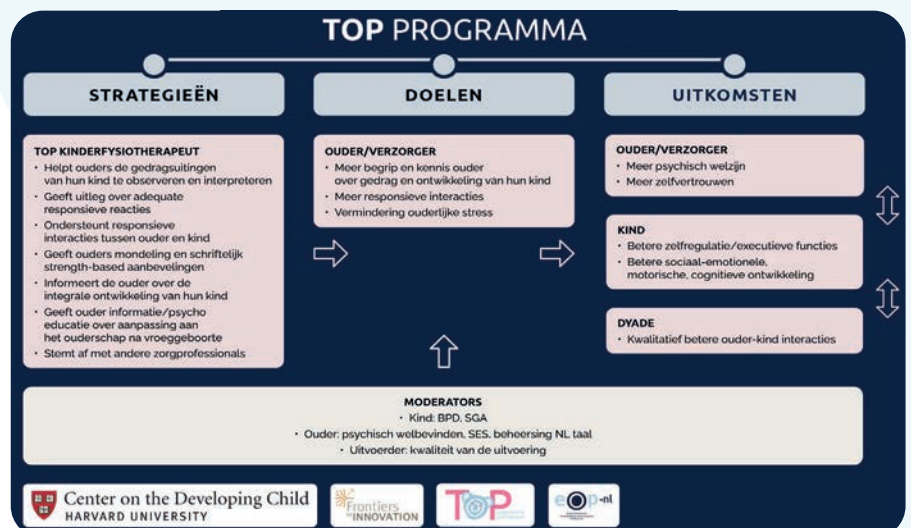 TOP PROGRAMMA
STRATEGIEËN
TOP KINDERFYSIOTHERAPEUT
• Helpt ouders de gedragsuitingen
van hun kind te observeren en interpreteren
• Geeft uitleg over adequate
responsieve reacties
• Ondersteunt responsieve
interacties tussen ouder en kind
• Geeft ouders mondeling en schriftelijk
strength-based aanbevelingen
• Informeert de ouder over de
integrale ontwikkeling van hun kind
• Geeft ouder informatie/psycho
educatie over aanpassing aan
het ouderschap na vroeggeboorte
• Stemt af met andere zorgprofessionals
DOELEN
OUDER/VERZORGER
• Meer begrip en kennis ouder
over gedrag en ontwikkeling van hun kind
• Meer responsieve interacties
• Vermindering ouderlijke stress
UITKOMSTEN
OUDER/VERZORGER
• Meer psychisch welzijn
• Meer zelfvertrouwen
KIND
• Betere zelfregulatie/executieve functies
• Betere sociaal-emotionele,
motorische, cognitieve ontwikkeling
DYADE
• Kwalitatief betere ouder-kind interacties
MODERATORS
• Kind: BPD, SGA
• Ouder: psychisch welbevinden, SES, beheersing NL taal
• Uitvoerder: kwaliteit van de uitvoering
Center on the Developing Child
HARVARD UNIVERSITY
Frontiers
OF INNOVATION
TOP
eop-nl